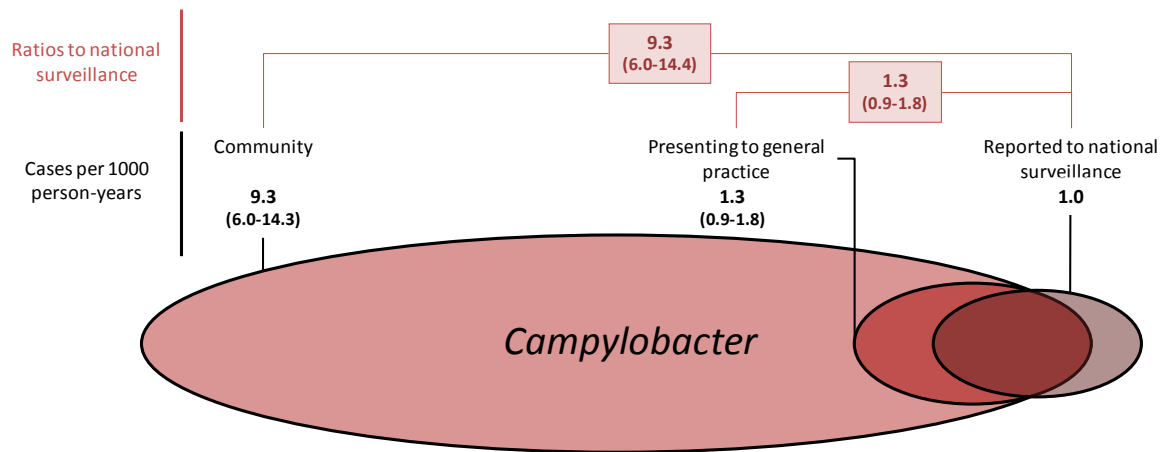 Ratios to national
surveillance
9.3
(6.0-14.4)
1.3
(0.9-1.8)
Cases per 1000
person-years
Community
9.3
(6.0-14.3)
Presenting to general
practice
1.3
(0.9-1.8)
Reported to national
surveillance
1.0
Campylobacter